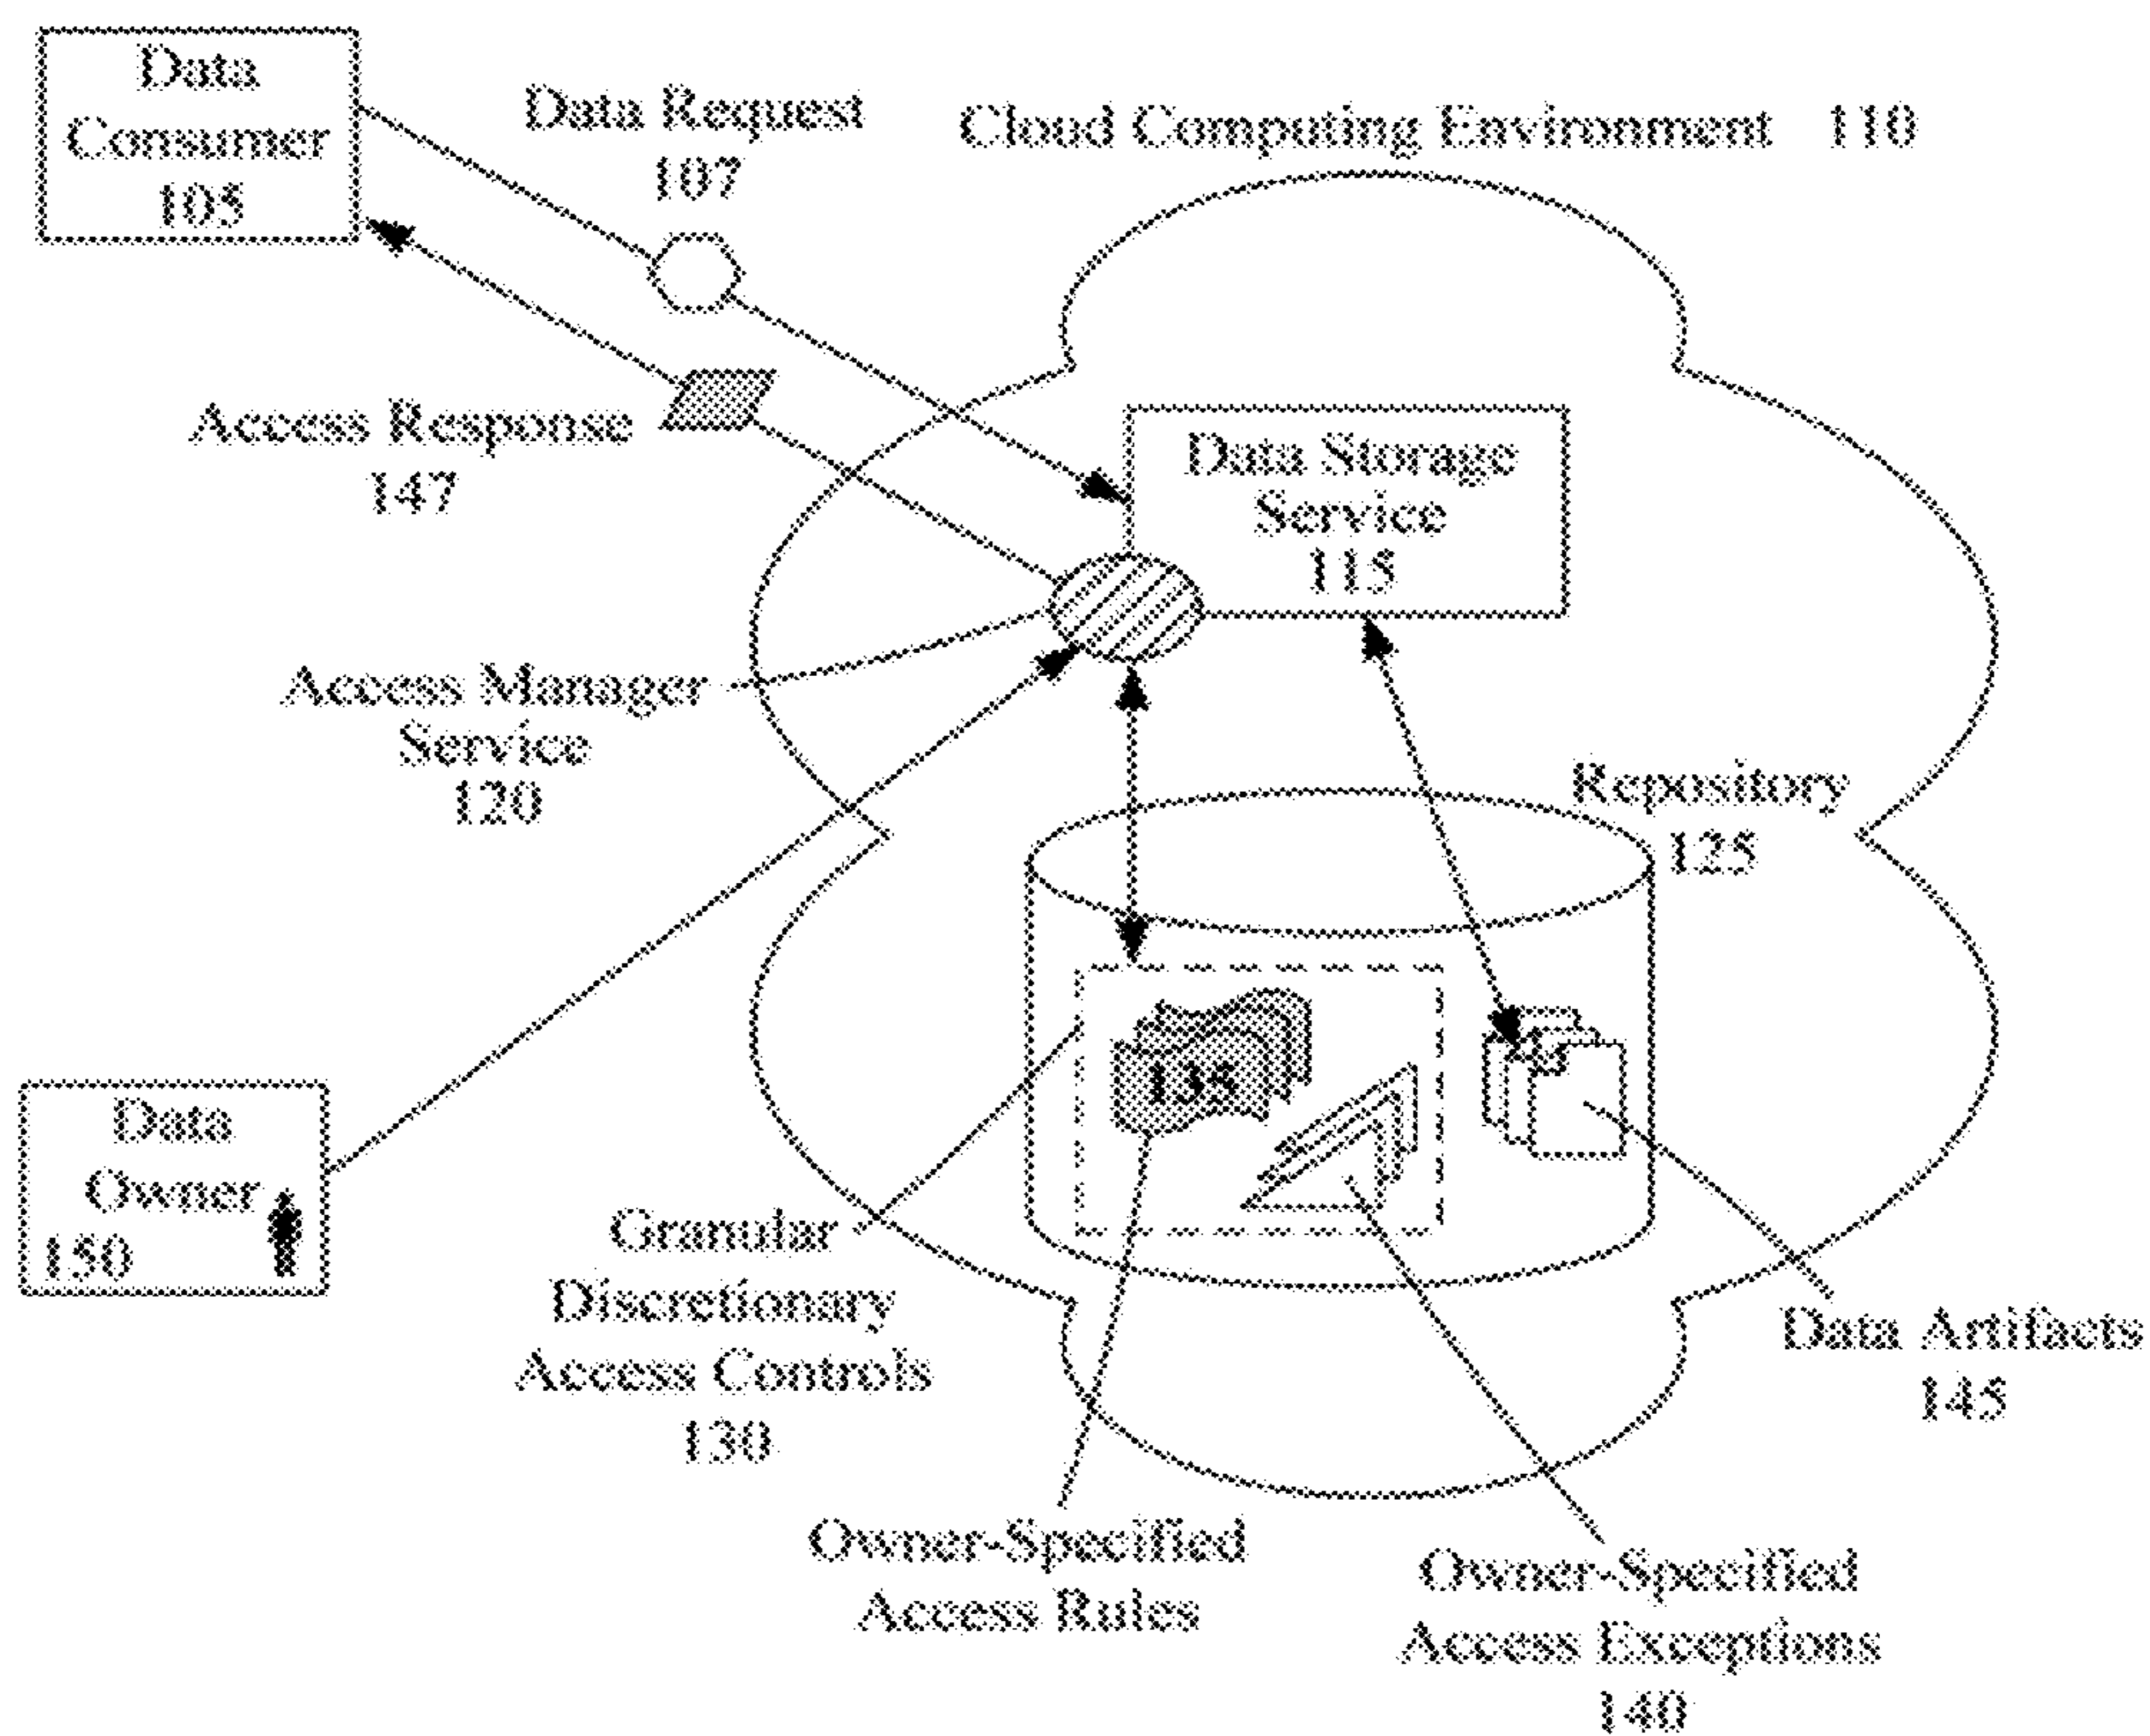 Data
Consumer
105
Data Request
107
Cloud Computing Environment 110
Access Response
147
Data Storage
Service
115
Access Manager
Service
120
Repository
125
135
Data
Owner
150
Granular
Discretionary
Access Controls
130
Data Artifacts
145
Owner-Specified
Access Rules
Owner-Specified
Access Exceptions
140